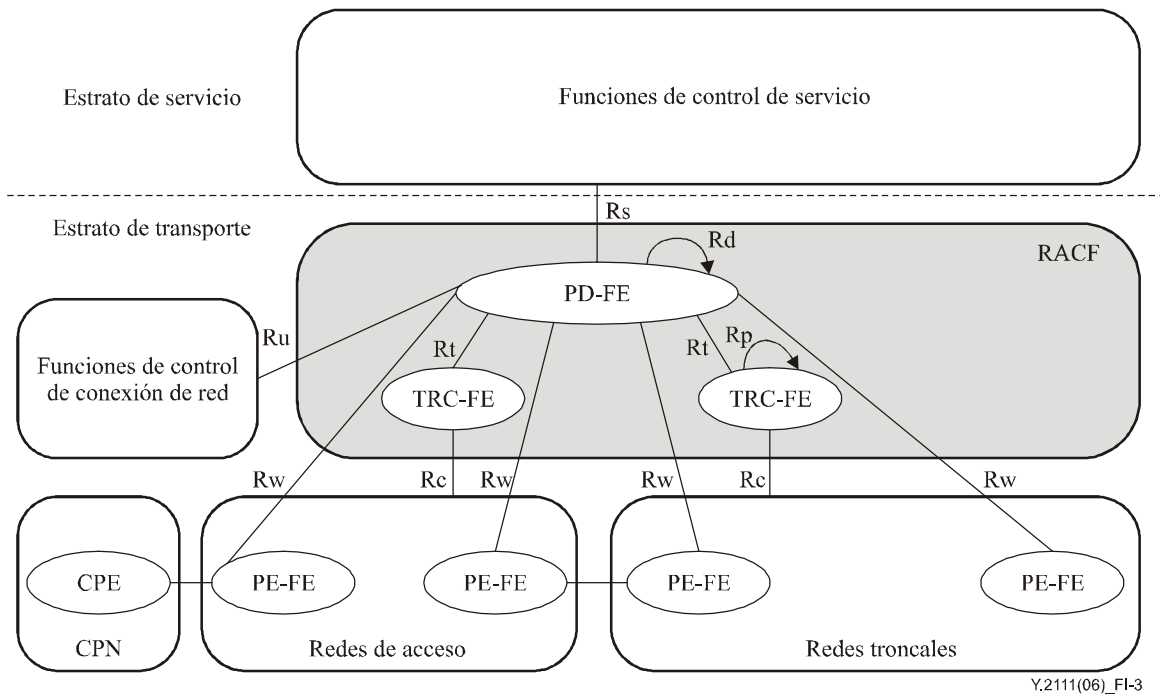 Estrato de servicio
Funciones de control de servicio
Estrato de transporte
Rs
Rd
RACF
PD-FE
Ru
Rt
Rt
Rp
Funciones de control
de conexión de red
TRC-FE
TRC-FE
Rw
Rc
Rw
Rw
Rc
Rw
CPE
PE-FE
PE-FE
PE-FE
PE-FE
CPN
Redes de acceso
Redes troncales
Y.2111(06)_FI-3